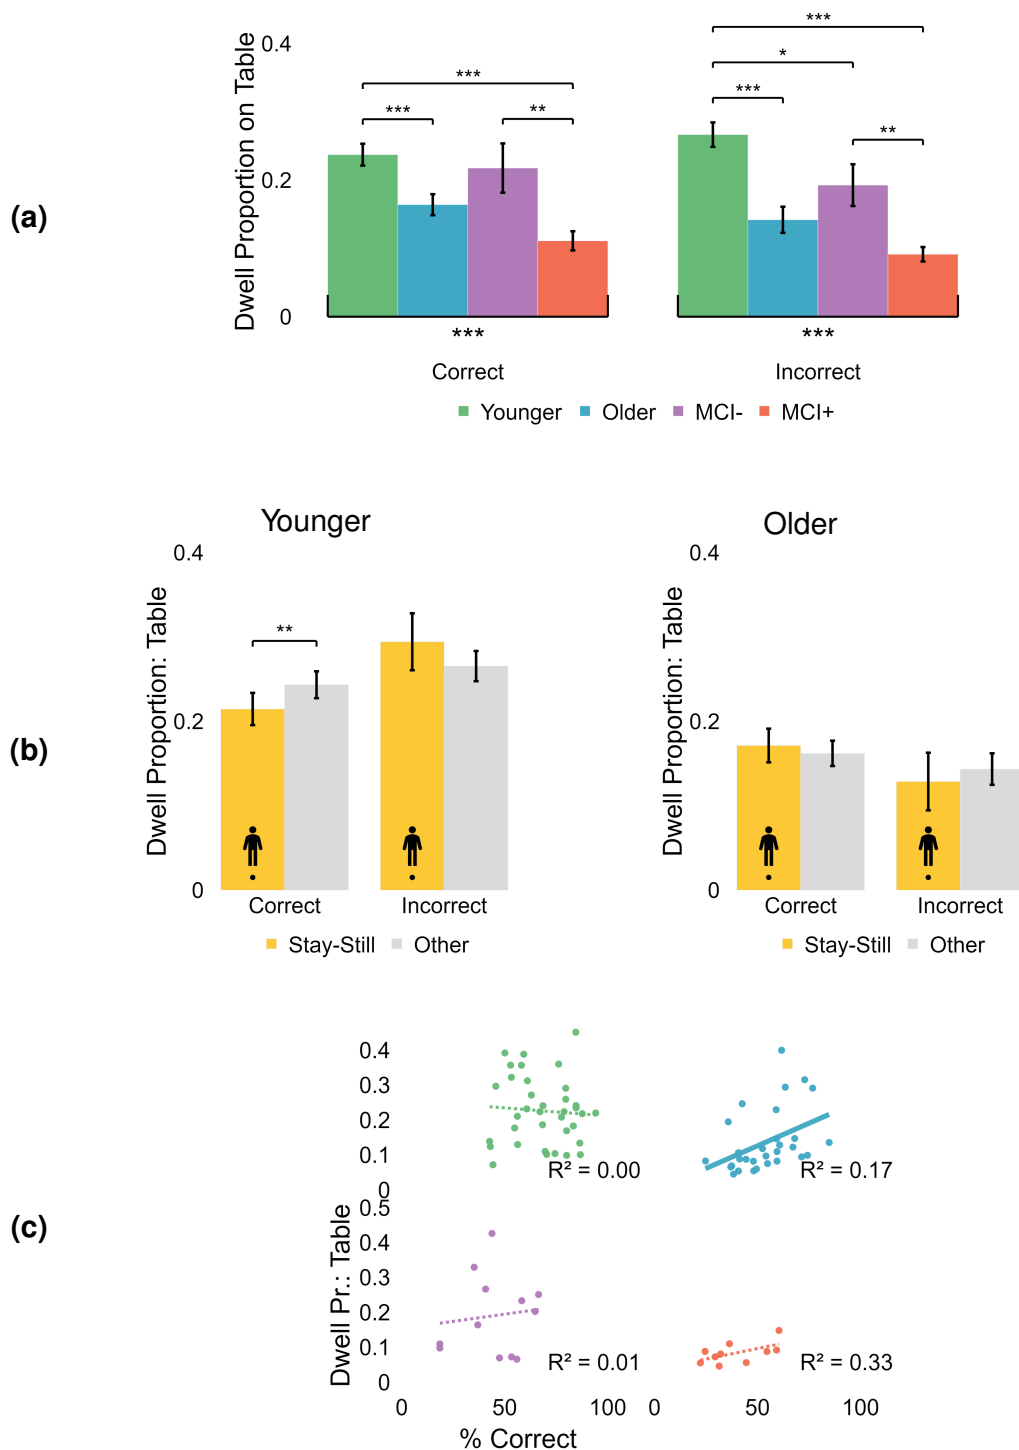 (a)
Dwell Proportion on Table
0.4
0.2
0
***
***
**
***
*
***
**
***
***
Correct
Incorrect
Younger
Older
MCI-
MCI+
(b)
Younger
Older
Dwell Proportion: Table
0.4
0.2
0
**
Correct
Incorrect
Stay-Still
Other
Dwell Proportion: Table
0.4
0.2
0
Correct
Incorrect
Stay-Still
Other
(c)
Dwell Pr.: Table
0.4
0.3
0.2
0.1
0
R² = 0.00
R² = 0.17
0.5
0.4
0.3
0.2
0.1
0
R² = 0.01
R² = 0.33
0 50 100 0 50 100
% Correct